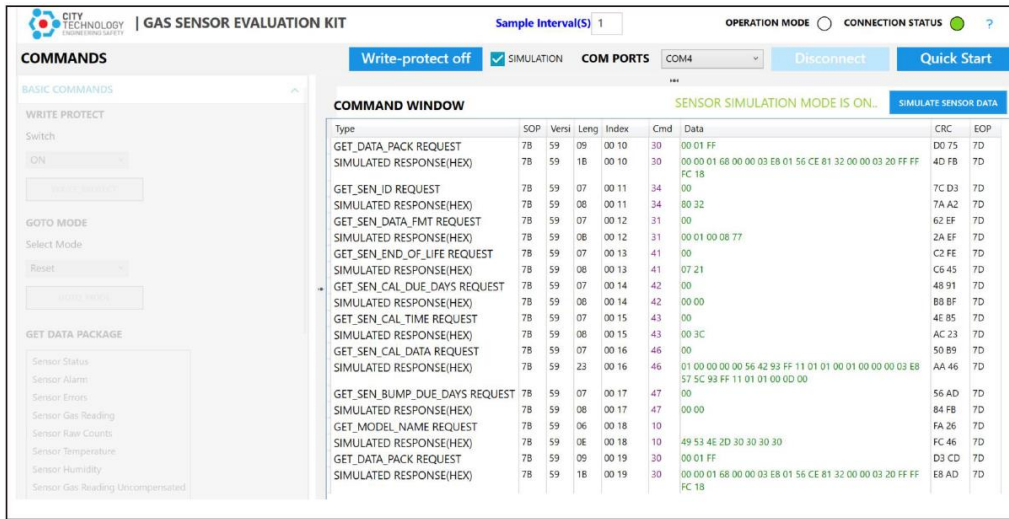 CITY
TECHNOLOGY
ENGINEERING SAFETY
GAS SENSOR EVALUATION KIT
Sample Interval(S) 1
OPERATION MODE
CONNECTION STATUS
?
COMMANDS
Write-protect off
SIMULATION
COM PORTS
COM4
Disconnect
Quick Start
BASIC COMMANDS
WRITE PROTECT
Switch
ON
GOTO MODE
Select Mode
Reset
GET DATA PACKAGE
Sensor Status
Sensor Alarm
Sensor Errors
Sensor Gas Reading
Sensor Raw Counts
Sensor Temperature
Sensor Humidity
Sensor Gas Reading Uncompensated
COMMAND WINDOW
SENSOR SIMULATION MODE IS ON..
SIMULATE SENSOR DATA
Type SOP Versi Leng Index Cmd Data CRC EOP
GET_DATA_PACK REQUEST 7B 59 09 00 10 30 00 01 FF D0 75 7D
SIMULATED RESPONSE(HEX) 7B 59 1B 00 10 30 00 00 01 68 00 00 03 E8 01 56 CE 81 32 00 00 03 20 FF FF 4D FB 7D
FC 18
GET_SEN_ID REQUEST 7B 59 07 00 11 34 00 7C D3 7D
SIMULATED RESPONSE(HEX) 7B 59 08 00 11 34 80 32 7A A2 7D
GET_SEN_DATA_FMT REQUEST 7B 59 07 00 12 31 00 62 EF 7D
SIMULATED RESPONSE(HEX) 7B 59 0B 00 12 31 00 01 00 08 77 2A EF 7D
GET_SEN_END_OF_LIFE REQUEST 7B 59 07 00 13 41 00 C2 FE 7D
SIMULATED RESPONSE(HEX) 7B 59 08 00 13 41 07 21 C6 45 7D
GET_SEN_CAL_DUE_DAYS REQUEST 7B 59 07 00 14 42 00 48 91 7D
SIMULATED RESPONSE(HEX) 7B 59 08 00 14 42 00 00 B8 BF 7D
GET_SEN_CAL_TIME REQUEST 7B 59 07 00 15 43 00 4E 85 7D
SIMULATED RESPONSE(HEX) 7B 59 08 00 15 43 00 3C AC 23 7D
GET_SEN_CAL_DATA REQUEST 7B 59 07 00 16 46 00 50 B9 7D
SIMULATED RESPONSE(HEX) 7B 59 23 00 16 46 01 00 00 00 00 56 42 93 FF 11 01 01 00 01 00 00 00 03 E8 AA 46 7D
57 5C 93 FF 11 01 01 00 0D 00
GET_SEN_BUMP_DUE_DAYS REQUEST 7B 59 07 00 17 47 00 56 AD 7D
SIMULATED RESPONSE(HEX) 7B 59 08 00 17 47 00 00 84 FB 7D
GET_MODEL_NAME REQUEST 7B 59 06 00 18 10 FA 26 7D
SIMULATED RESPONSE(HEX) 7B 59 0E 00 18 10 49 53 4E 2D 30 30 30 30 FC 46 7D
GET_DATA_PACK REQUEST 7B 59 09 00 19 30 00 01 FF D3 CD 7D
SIMULATED RESPONSE(HEX) 7B 59 1B 00 19 30 00 00 01 68 00 00 03 E8 01 56 CE 81 32 00 00 03 20 FF FF E8 AD 7D
FC 18